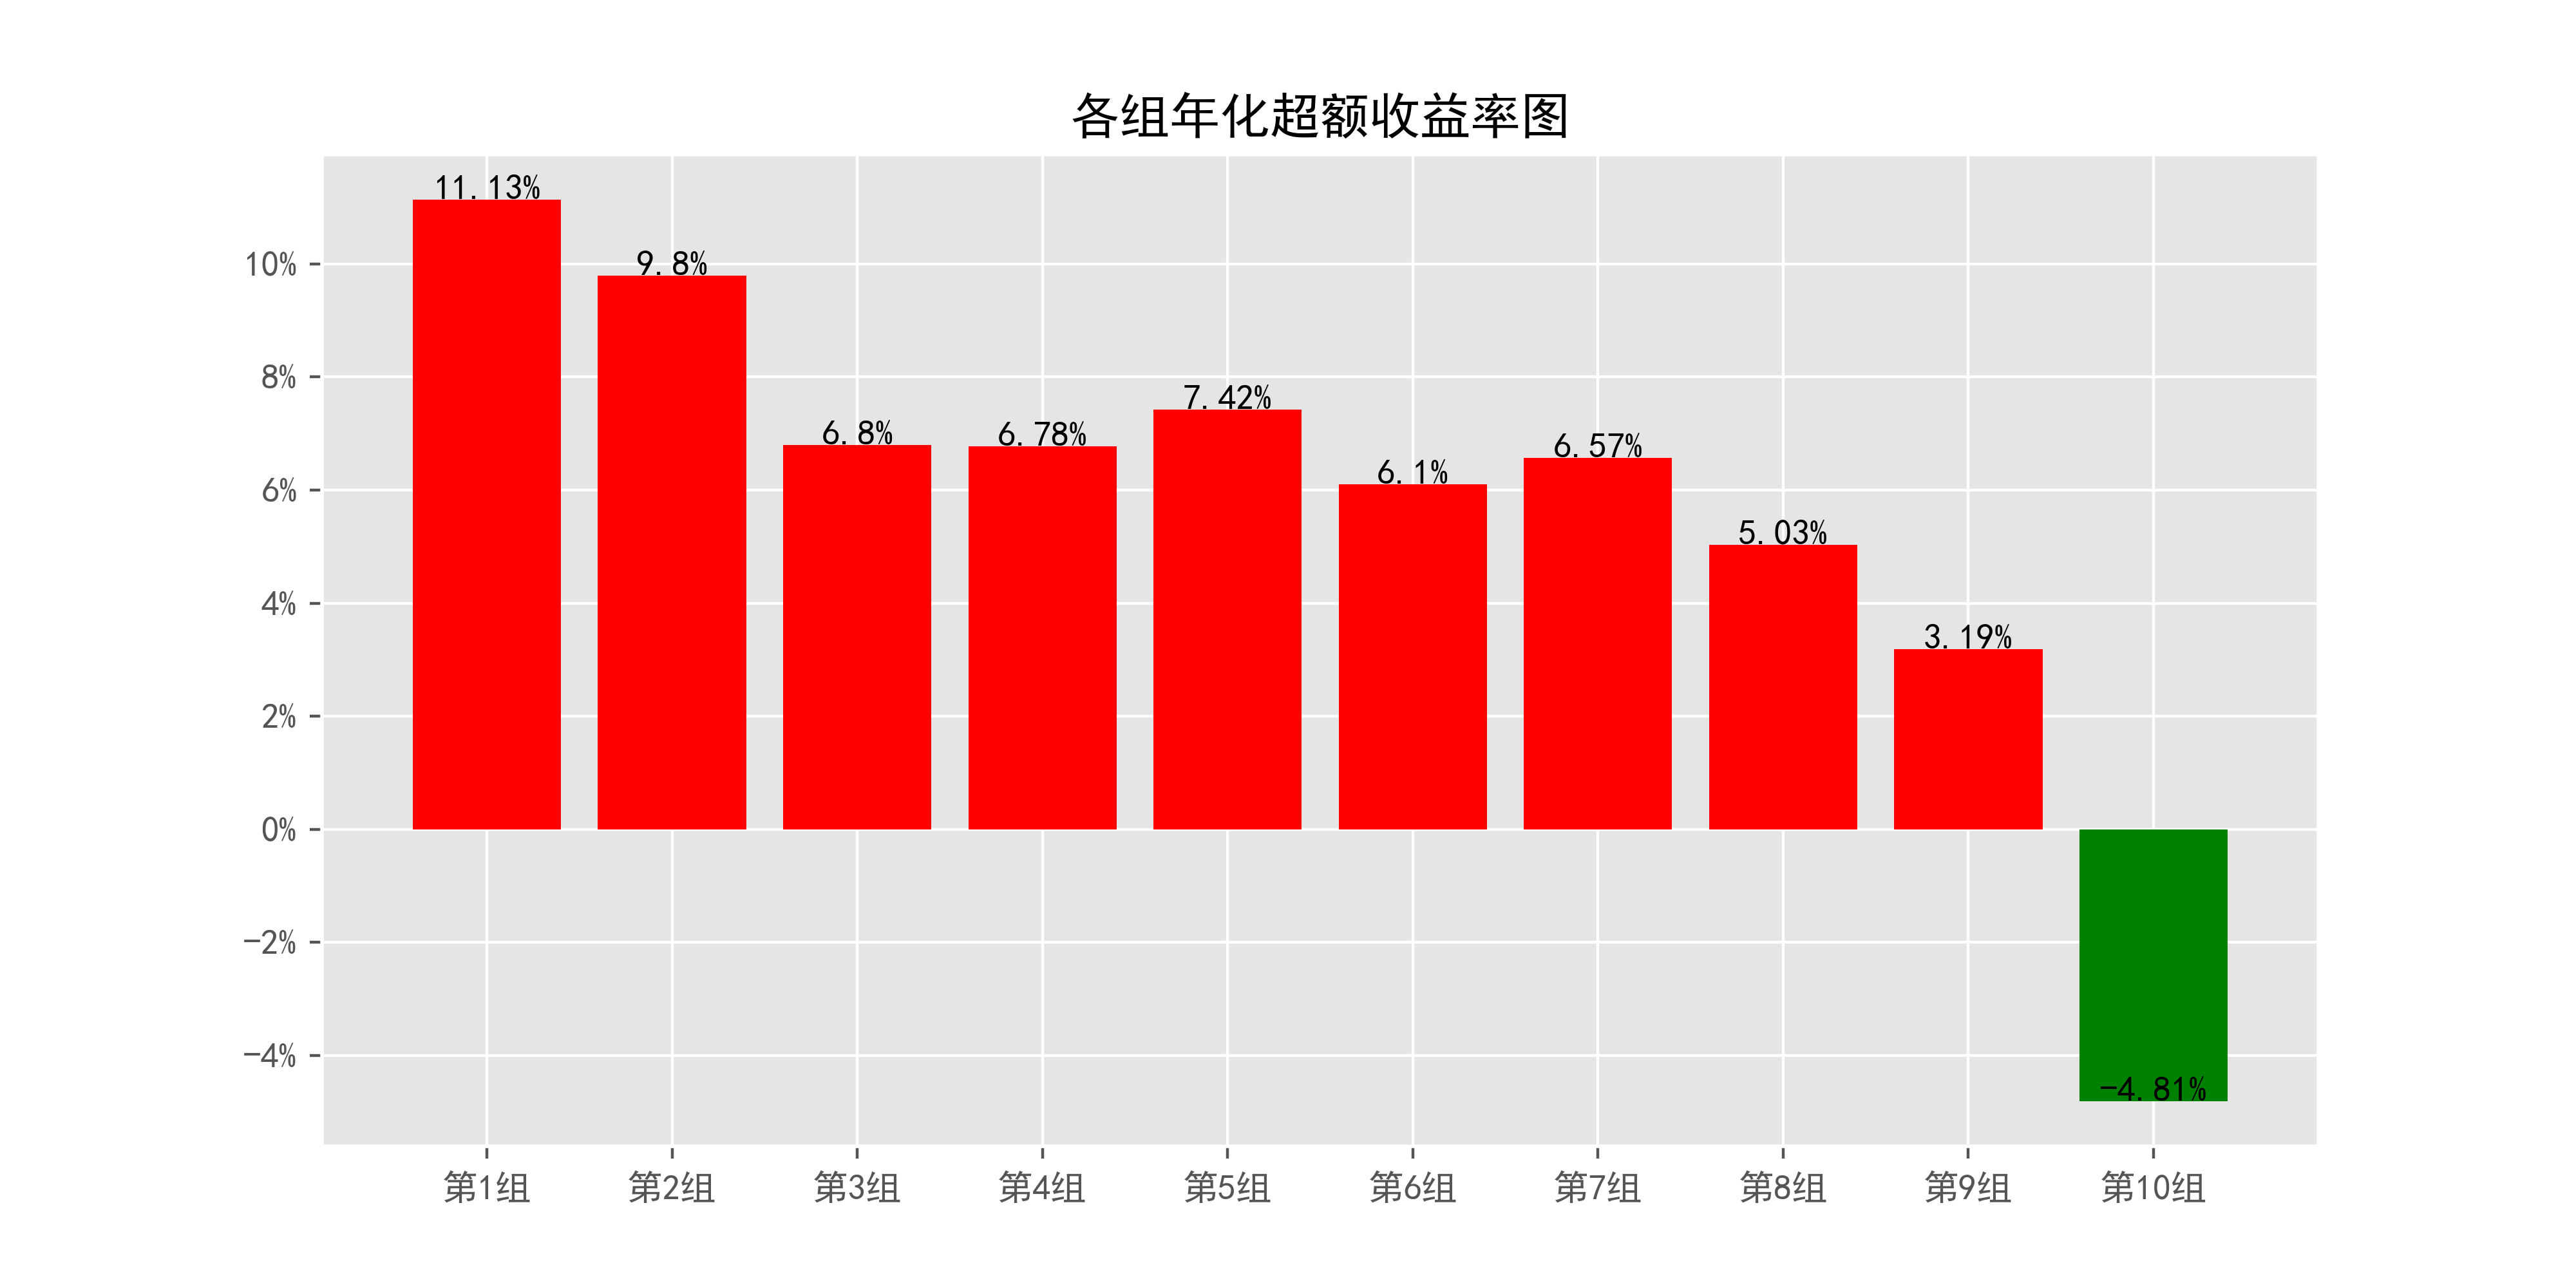 各组年化超额收益率图
11.13%
9.8%
6.8%
6.78%
7.42%
6.1%
6.57%
5.03%
3.19%
-4.81%
10%
8%
6%
4%
2%
0%
-2%
-4%
第1组
第2组
第3组
第4组
第5组
第6组
第7组
第8组
第9组
第10组